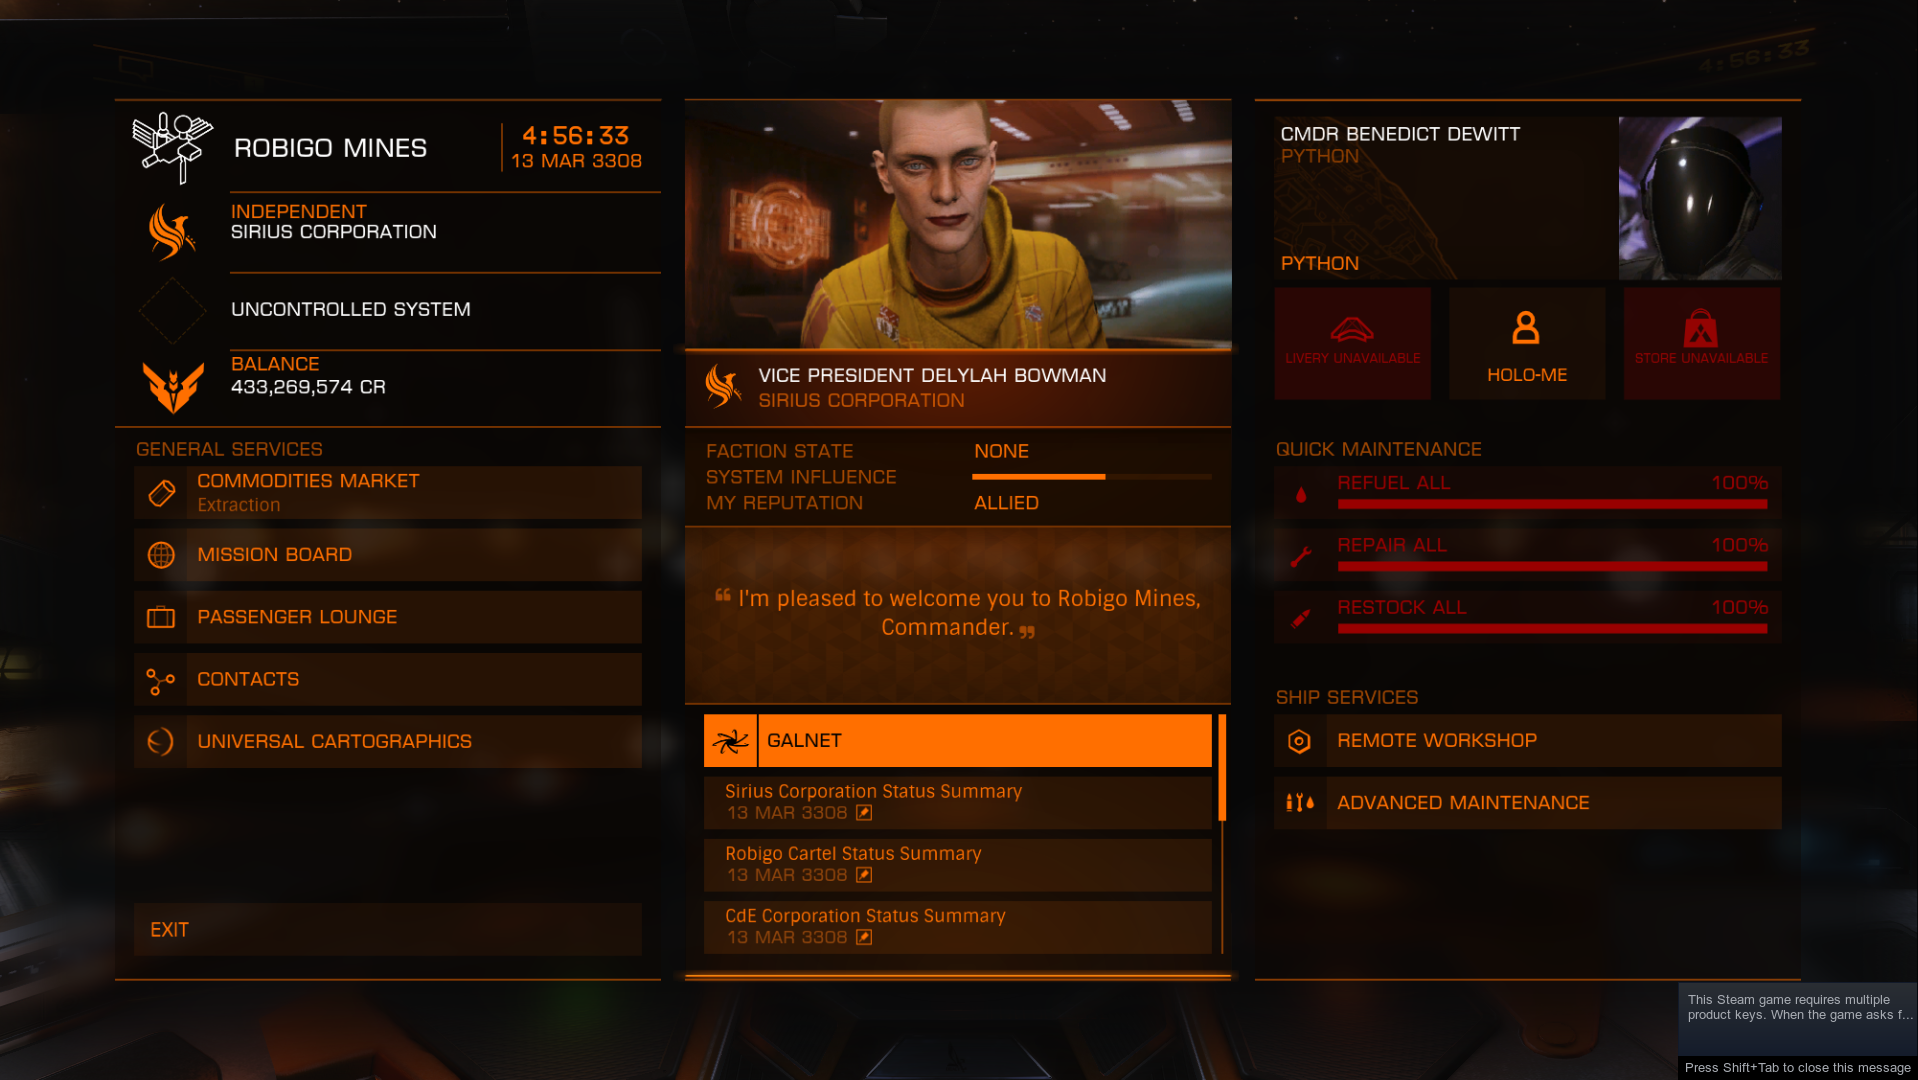 4:56:33
ROBIGO MINES
4:56:33
13 MAR 3308
INDEPENDENT
SIRIUS CORPORATION
UNCONTROLLED SYSTEM
BALANCE
433,269,574 CR
GENERAL SERVICES
COMMODITIES MARKET
Extraction
MISSION BOARD
PASSENGER LOUNGE
CONTACTS
UNIVERSAL CARTOGRAPHICS
EXIT
VICE PRESIDENT DELYLAH BOWMAN
SIRIUS CORPORATION
FACTION STATE NONE
SYSTEM INFLUENCE
MY REPUTATION ALLIED
❝ I'm pleased to welcome you to Robigo Mines,
Commander. ❞
GALNET
Sirius Corporation Status Summary
13 MAR 3308
Robigo Cartel Status Summary
13 MAR 3308
CdE Corporation Status Summary
13 MAR 3308
CMDR BENEDICT DEWITT
PYTHON
PYTHON
LIVERY UNAVAILABLE
HOLO-ME
STORE UNAVAILABLE
QUICK MAINTENANCE
REFUEL ALL 100%
REPAIR ALL 100%
RESTOCK ALL 100%
SHIP SERVICES
REMOTE WORKSHOP
ADVANCED MAINTENANCE
This Steam game requires multiple
product keys. When the game asks f...
Press Shift+Tab to close this message